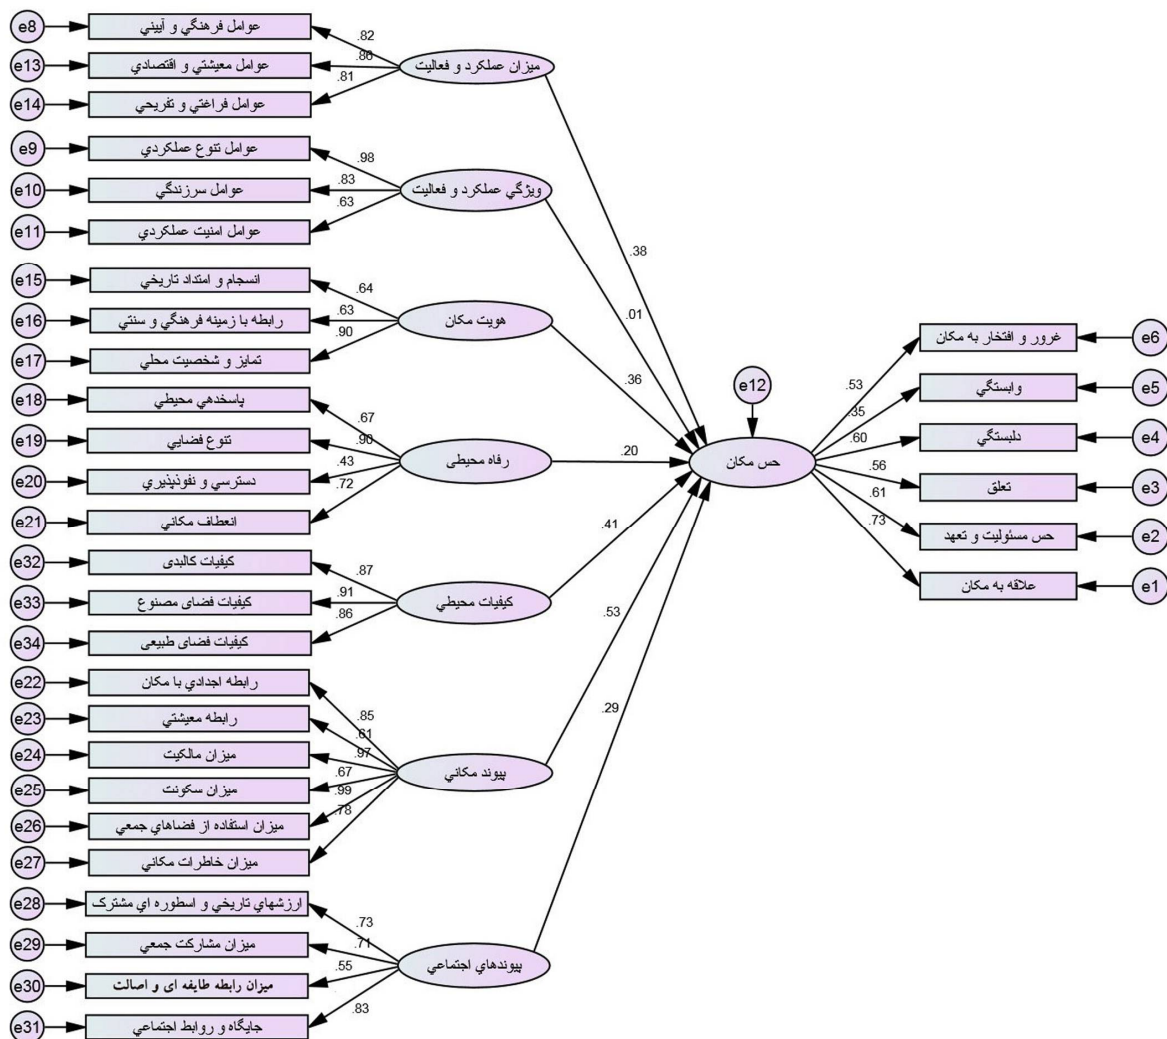 e8
عوامل فرهنگي و آييني
.82
e13
عوامل معيشتي و اقتصادي
.86
ميزان عملكرد و فعاليت
e14
عوامل فراغتي و تفريحي
.81
e9
عوامل تنوع عملكردي
.98
e10
عوامل سرزندگي
.83
ويژگي عملكرد و فعاليت
e11
عوامل امنيت عملكردي
.63
.38
e15
انسجام و امتداد تاريخي
.64
e16
رابطه با زمينه فرهنگي و سنتي
.63
هويت مكان
.01
e17
تمايز و شخصيت محلي
.90
.36
e18
پاسخدهي محيطي
.67
e19
تنوع فضايي
.90
رفاه محیطی
.20
e20
دسترسي و نفوذپذيري
.43
e21
انعطاف مكاني
.72
e12
حس مكان
e32
كيفيات كالبدی
.87
.41
e33
كيفيات فضای مصنوع
.91
كيفيات محيطي
.53
e34
كيفيات فضای طبیعی
.86
e22
رابطه اجدادي با مكان
.85
e23
رابطه معيشتي
.61
e24
ميزان مالكيت
.97
پيوند مكاني
.29
e25
ميزان سكونت
.67
e26
ميزان استفاده از فضاهاي جمعي
.99
e27
ميزان خاطرات مكاني
.78
e28
ارزشهاي تاريخي و اسطوره اي مشترک
.73
e29
ميزان مشاركت جمعي
.71
پيوندهاي اجتماعي
e30
میزان رابطه طایفه ای و اصالت
.55
e31
جايگاه و روابط اجتماعي
.83
.53
غرور و افتخار به مكان
e6
.35
وابستگي
e5
.60
دلبستگي
e4
.56
تعلق
e3
.61
حس مسئوليت و تعهد
e2
.73
علاقه به مكان
e1